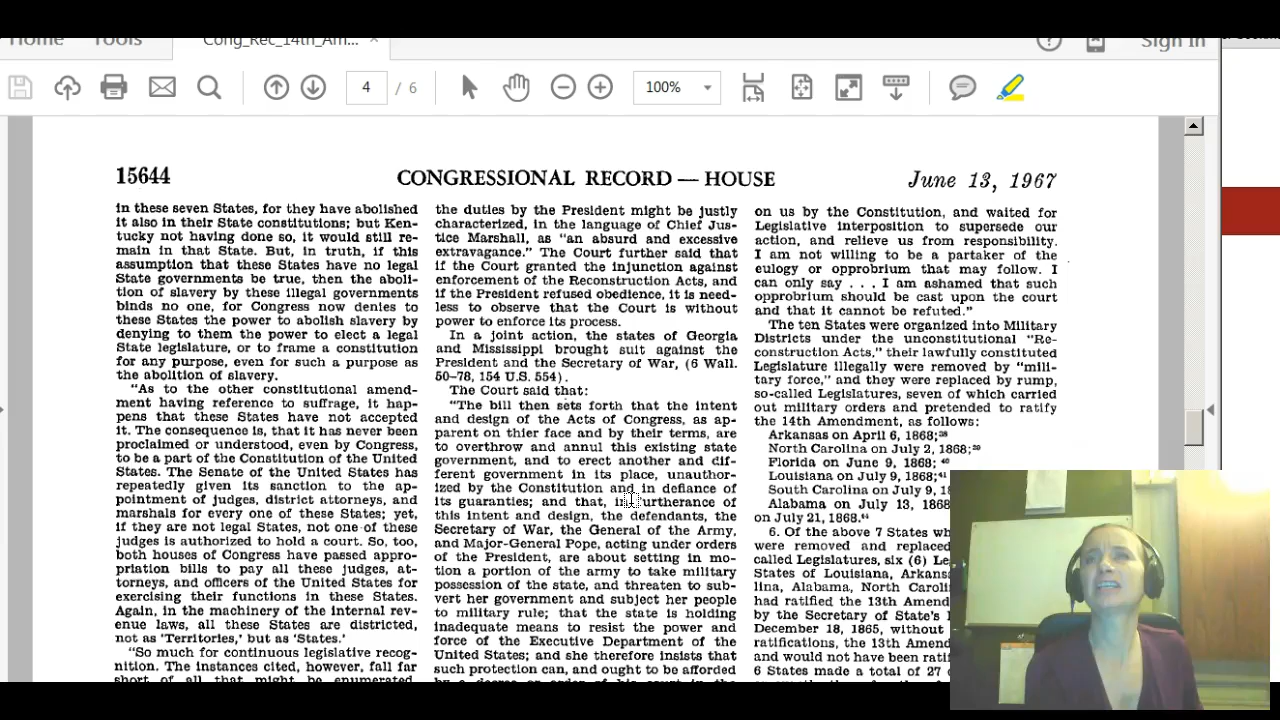 Home Tools Cong_Rec_14th_Am... × Sign In
4 / 6 100%
15644 CONGRESSIONAL RECORD — HOUSE June 13, 1967
in these seven States, for they have abolished
it also in their State constitutions; but Ken-
tucky not having done so, it would still re-
main in that State. But, in truth, if this
assumption that these States have no legal
State governments be true, then the aboli-
tion of slavery by these illegal governments
binds no one, for Congress now denies to
these States the power to abolish slavery by
denying to them the power to elect a legal
State legislature, or to frame a constitution
for any purpose, even for such a purpose as
the abolition of slavery.
"As to the other constitutional amend-
ment having reference to suffrage, it hap-
pens that these States have not accepted
it. The consequence is, that it has never been
proclaimed or understood, even by Congress,
to be a part of the Constitution of the United
States. The Senate of the United States has
repeatedly given its sanction to the ap-
pointment of judges, district attorneys, and
marshals for every one of these States; yet,
if they are not legal States, not one of these
judges is authorized to hold a court. So, too,
both houses of Congress have passed appro-
priation bills to pay all these judges, at-
torneys, and officers of the United States for
exercising their functions in these States.
Again, in the machinery of the internal rev-
enue laws, all these States are districted,
not as 'Territories,' but as 'States.'
"So much for continuous legislative recog-
nition. The instances cited, however, fall far
short of all that might be enumerated.
the duties by the President might be justly
characterized, in the language of Chief Jus-
tice Marshall, as "an absurd and excessive
extravagance." The Court further said that
if the Court granted the injunction against
enforcement of the Reconstruction Acts, and
if the President refused obedience, it is need-
less to observe that the Court is without
power to enforce its process.
In a joint action, the states of Georgia
and Mississippi brought suit against the
President and the Secretary of War, (6 Wall.
50-78, 154 U.S. 554).
The Court said that:
"The bill then sets forth that the intent
and design of the Acts of Congress, as ap-
parent on thier face and by their terms, are
to overthrow and annul this existing state
government, and to erect another and dif-
ferent government in its place, unauthor-
ized by the Constitution and in defiance of
its guaranties; and that, in furtherance of
this intent and design, the defendants, the
Secretary of War, the General of the Army,
and Major-General Pope, acting under orders
of the President, are about setting in mo-
tion a portion of the army to take military
possession of the state, and threaten to sub-
vert her government and subject her people
to military rule; that the state is holding
inadequate means to resist the power and
force of the Executive Department of the
United States; and she therefore insists that
such protection can, and ought to be afforded
by a decree or order of his court in the
on us by the Constitution, and waited for
Legislative interposition to supersede our
action, and relieve us from responsibility.
I am not willing to be a partaker of the
eulogy or opprobrium that may follow. I
can only say . . . I am ashamed that such
opprobrium should be cast upon the court
and that it cannot be refuted."
The ten States were organized into Military
Districts under the unconstitutional "Re-
construction Acts," their lawfully constituted
Legislature illegally were removed by "mili-
tary force," and they were replaced by rump,
so-called Legislatures, seven of which carried
out military orders and pretended to ratify
the 14th Amendment, as follows:
Arkansas on April 6, 1868;³⁸
North Carolina on July 2, 1868;³⁹
Florida on June 9, 1868; ⁴⁰
Louisiana on July 9, 1868;⁴¹
South Carolina on July 9, 18
Alabama on July 13, 1868
on July 21, 1868.⁴⁴
6. Of the above 7 States wh
were removed and replaced
called Legislatures, six (6) Le
States of Louisiana, Arkans
lina, Alabama, North Caroli
had ratified the 13th Amend
by the Secretary of State's
December 18, 1865, without
ratifications, the 13th Amend
and would not have been rati
6 States made a total of 27